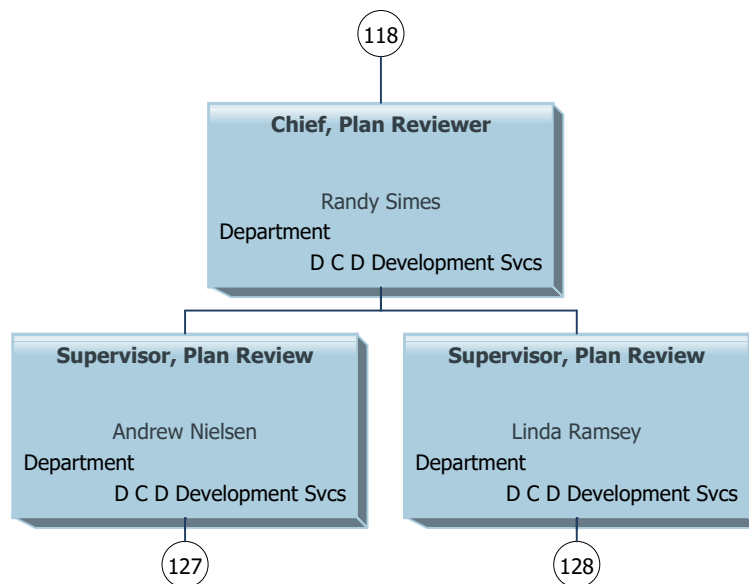 118
Chief, Plan Reviewer
Randy Simes
Department
D C D Development Svcs
Supervisor, Plan Review
Andrew Nielsen
Department
D C D Development Svcs
127
Supervisor, Plan Review
Linda Ramsey
Department
D C D Development Svcs
128